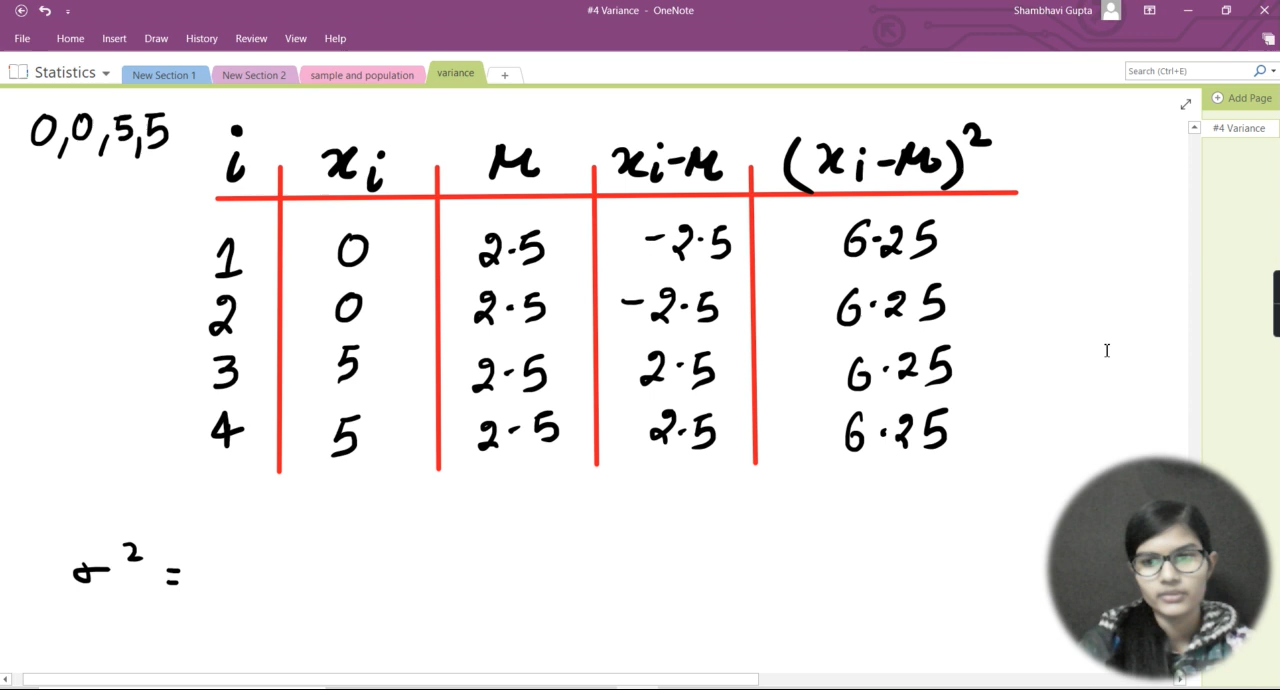 #4 Variance - OneNote
Shambhavi Gupta
File Home Insert Draw History Review View Help
Statistics New Section 1 New Section 2 sample and population variance +
Search (Ctrl+E)
Add Page
#4 Variance
0,0,5,5
i xi μ xi-μ (xi-μ)²
1 0 2.5 -2.5 6.25
2 0 2.5 -2.5 6.25
3 5 2.5 2.5 6.25
4 5 2.5 2.5 6.25
σ² =